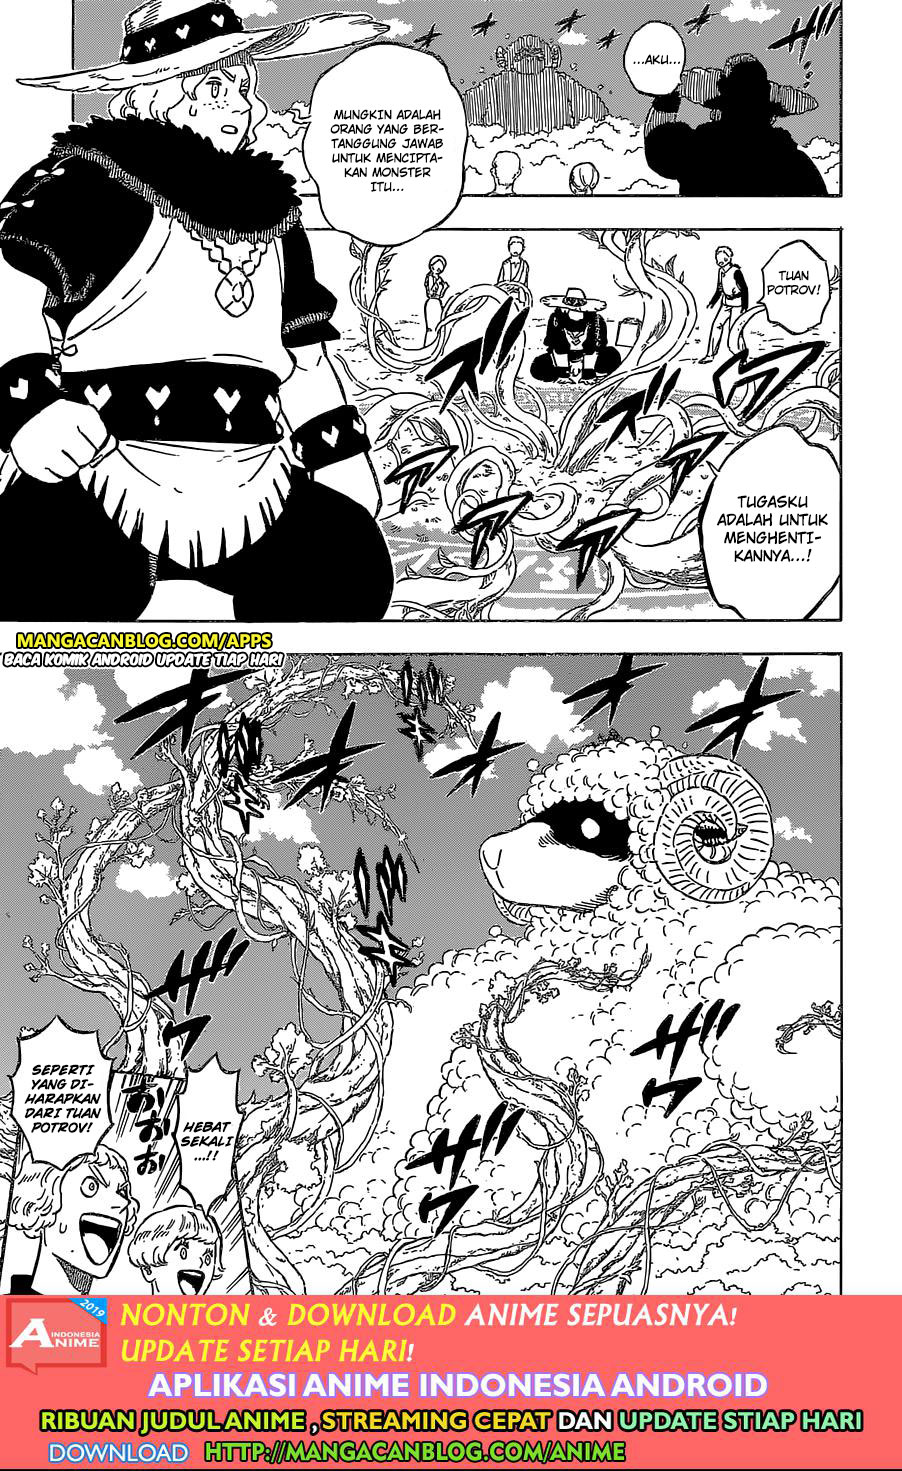 ...AKU...
MUNGKIN ADALAH
ORANG YANG BER-
TANGGUNG JAWAB
UNTUK MENCIPTA-
KAN MONSTER
ITU...
TUAN
POTROV!
TUGASKU
ADALAH UNTUK
MENGHENTI-
KANNYA...!
MANGACANBLOG.COM/APPS
BACA KOMIK ANDROID UPDATE TIAP HARI
SEPERTI
YANG DI-
HARAPKAN
DARI TUAN
POTROV!
おおお
HEBAT
SEKALI
...!!
2019
INDONESIA
ANIME
NONTON & DOWNLOAD ANIME SEPUASNYA!
UPDATE SETIAP HARI!
APLIKASI ANIME INDONESIA ANDROID
RIBUAN JUDUL ANIME , STREAMING CEPAT DAN UPDATE STIAP HARI
DOWNLOAD HTTP://MANGACANBLOG.COM/ANIME